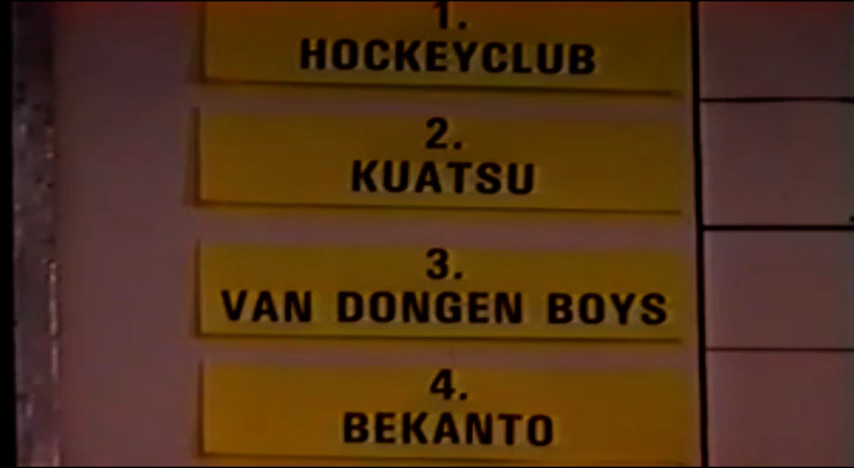 1.
HOCKEYCLUB
2.
KUATSU
3.
VAN DONGEN BOYS
4.
BEKANTO